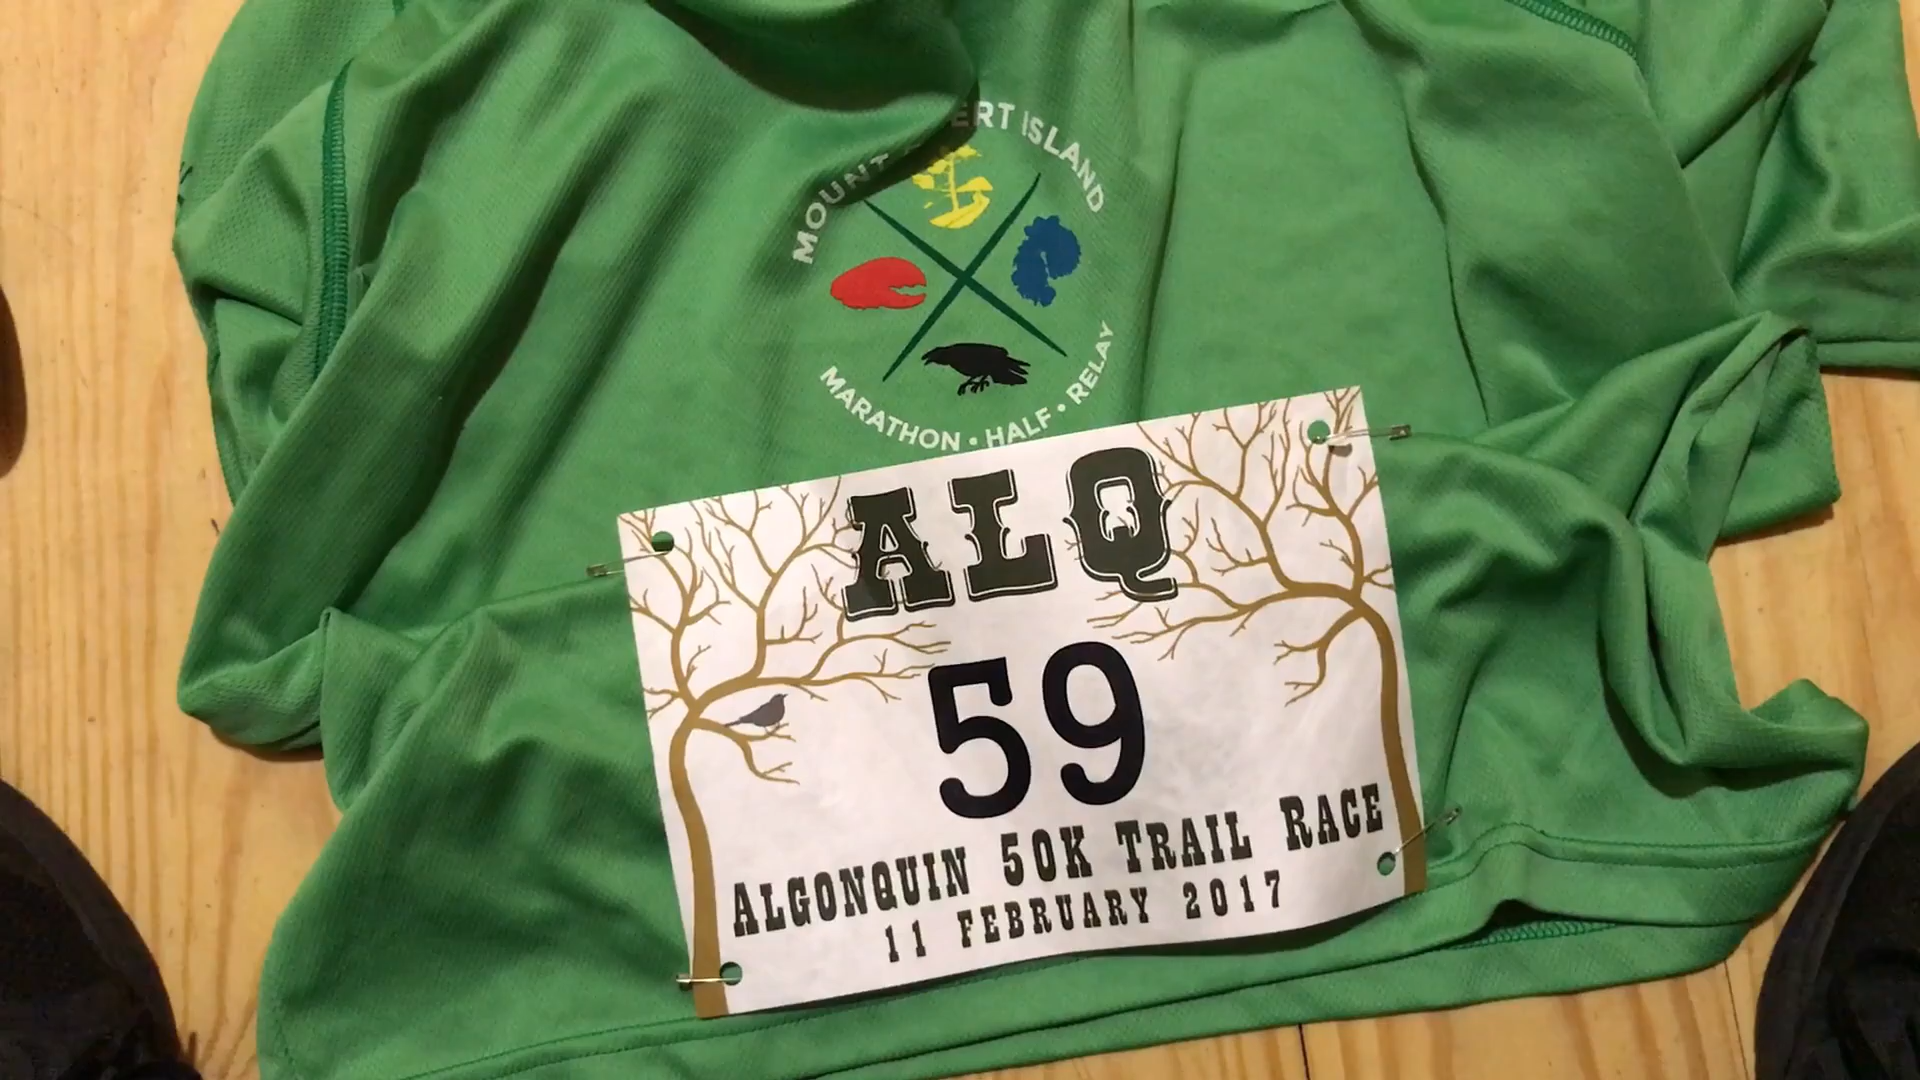 MOUNT ISLAND
MARATHON • HALF • RELAY
ALQ
59
ALGONQUIN 50K TRAIL RACE
11 FEBRUARY 2017